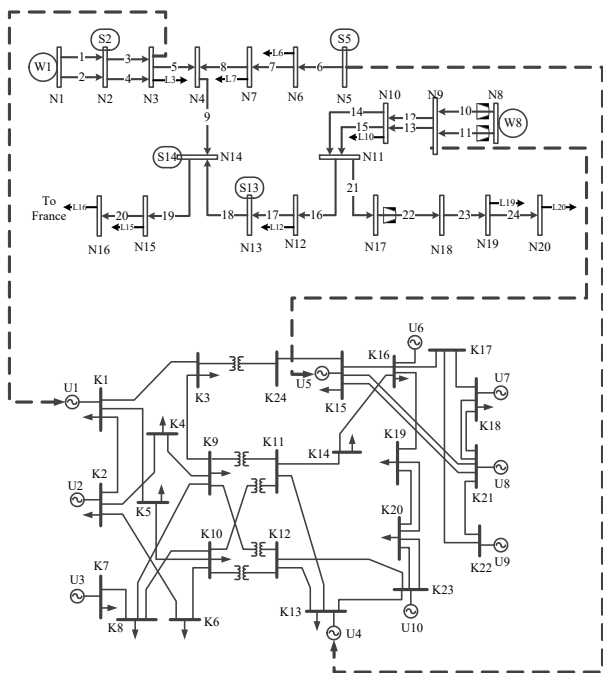 S2 S5
W1 1 3 5 8 L7 L6 7 6
2 4 L3
N1 N2 N3 N4 N7 N6 N5
9
N10 N9 N8
14 15 L10 12 13 10 11 W8
S14 N14 S13 N11
21
To
France
L16 20 L15 19 18 17 L12 16 22 23 L19 24 L20
N16 N15 N13 N12 N17 N18 N19 N20
U6
K16 K17
U1 K1 K3 K24 U5 K15 U7
K18
K4 K9 K11 K14 K19
K2 K21 U8
U2 K5
K10 K12 K20
K7 K22 U9
U3 K23
K8 K6 K13 U4 U10